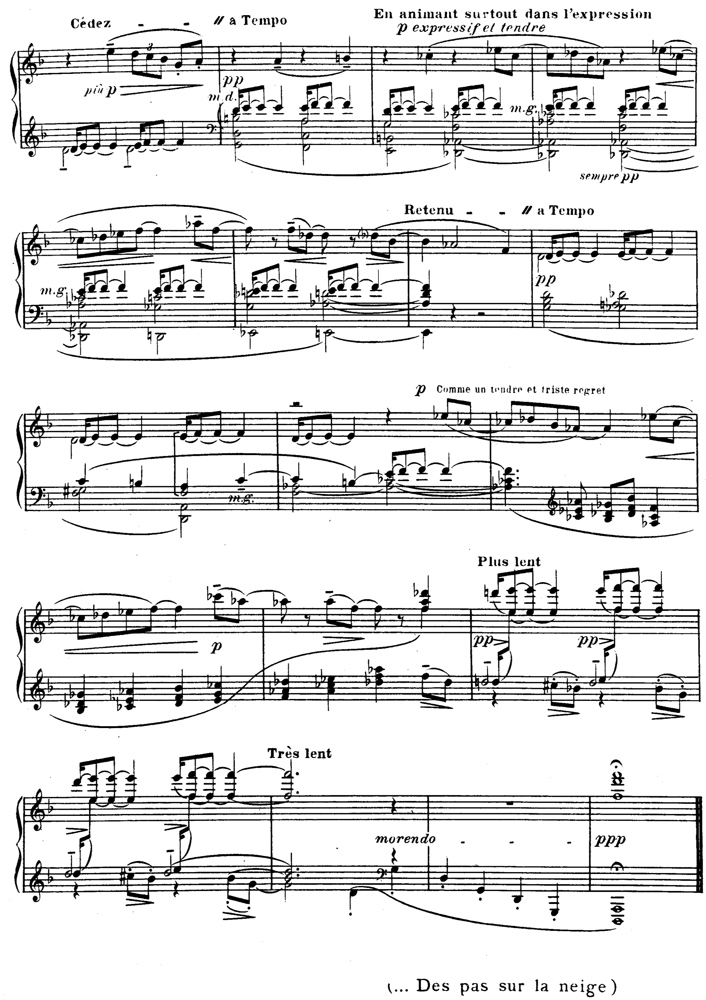 Cédez - - // a Tempo
En animant surtout dans l'expression
p expressif et tendre
3
più p
pp
m.d.
m.g.
sempre pp
Retenu - - // a Tempo
m.g.
pp
p Comme un tendre et triste regret
m.g.
Plus lent
p
pp
pp
Très lent
morendo - - -
ppp
(... Des pas sur la neige)